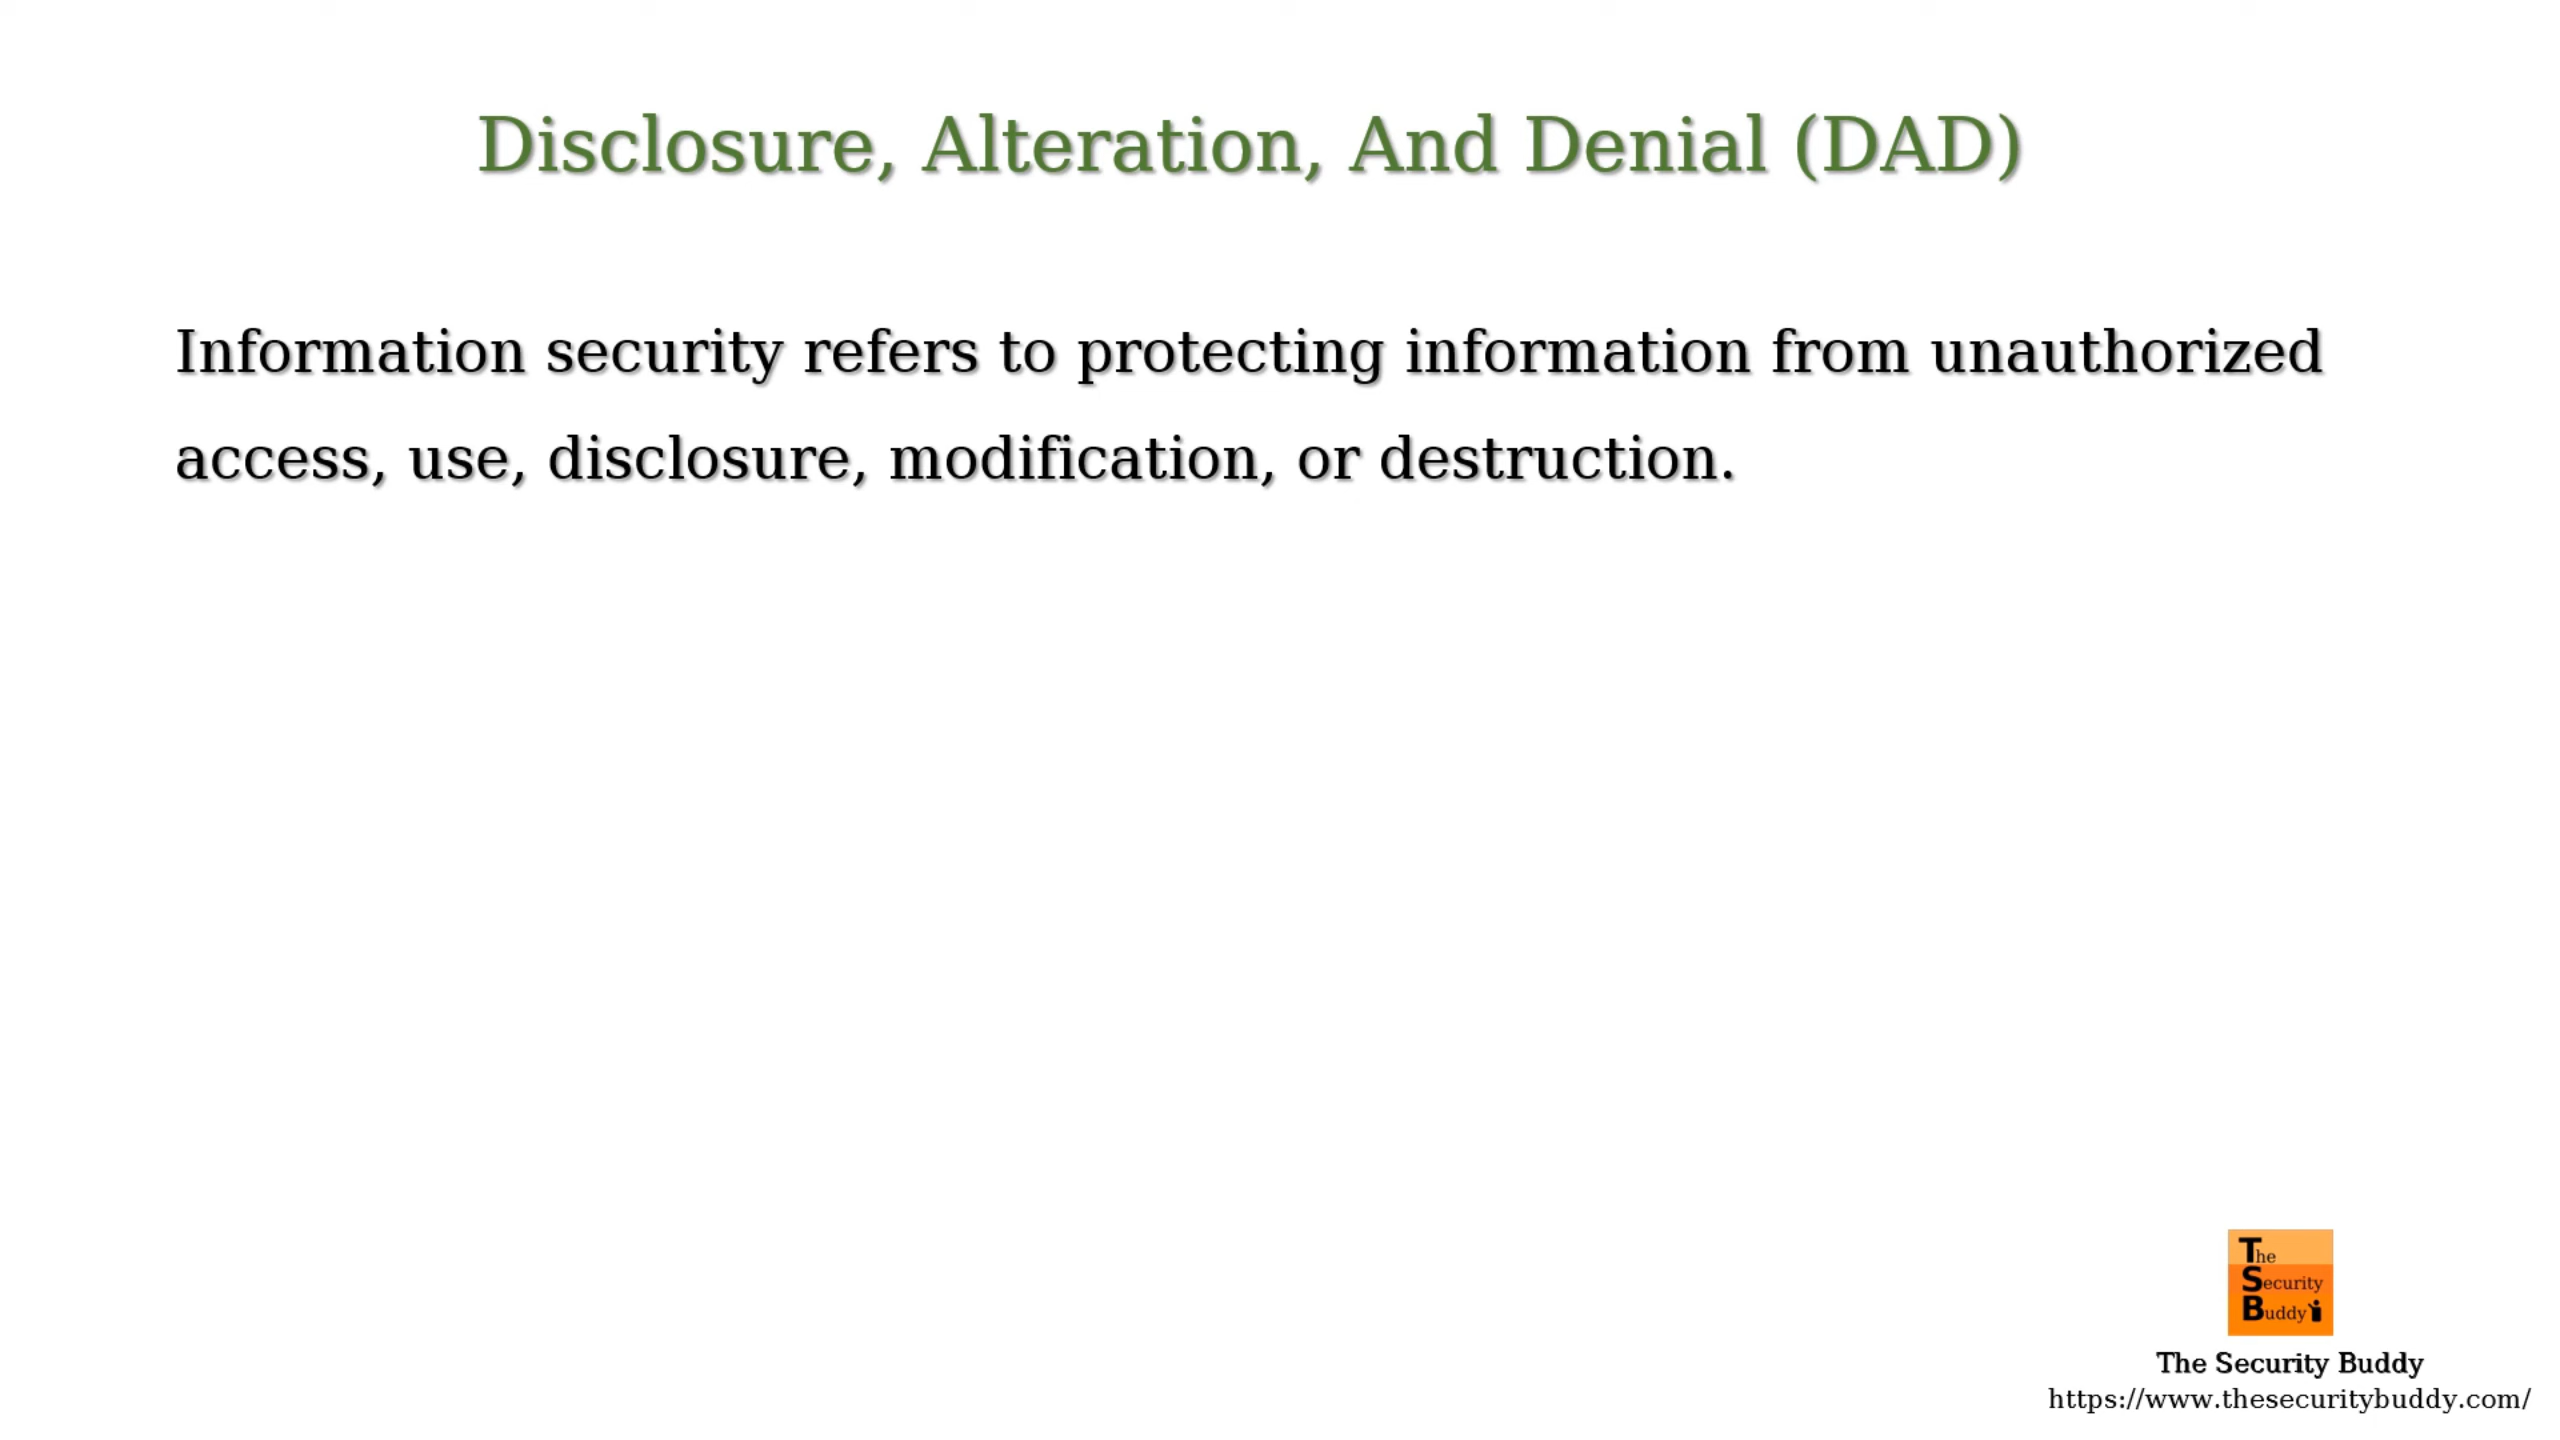 Disclosure, Alteration, And Denial (DAD)
Information security refers to protecting information from unauthorized
access, use, disclosure, modification, or destruction.
The
Security
Buddy
The Security Buddy
https://www.thesecuritybuddy.com/